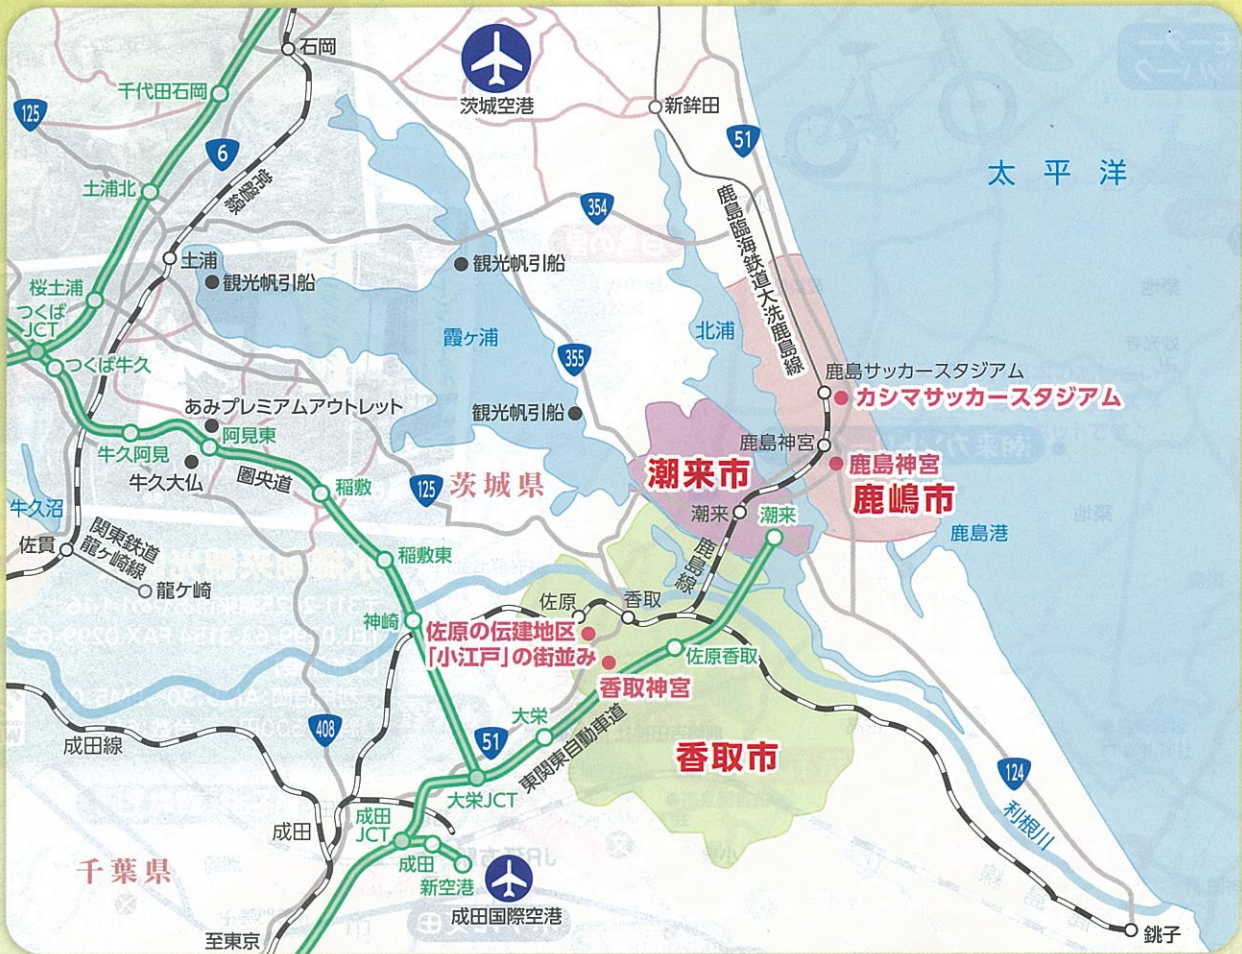 石岡
茨城空港
千代田石岡
125
6
新鉾田
51
太平洋
常磐線
土浦北
354
鹿島臨海鉄道大洗鹿島線
土浦
観光帆引船
観光帆引船
桜土浦
つくば
JCT
霞ヶ浦
北浦
355
つくば牛久
鹿島サッカースタジアム
カシマサッカースタジアム
あみプレミアムアウトレット
観光帆引船
阿見東
牛久阿見
牛久大仏
圏央道
鹿島神宮
鹿島神宮
潮来市
鹿嶋市
稲敷
125
茨城県
牛久沼
潮来
潮来
鹿島港
佐貫
関東鉄道
龍ヶ崎線
龍ケ崎
稲敷東
鹿島線
神崎
佐原
香取
佐原の伝建地区
「小江戸」の街並み
佐原香取
香取神宮
大栄
成田線
408
51
東関東自動車道
香取市
124
利根川
大栄JCT
成田
成田
JCT
成田
新空港
千葉県
成田国際空港
至東京
銚子